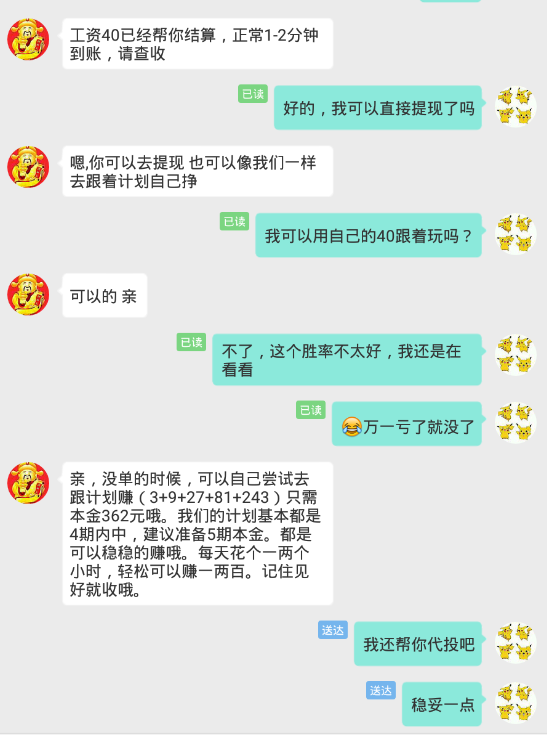 工资40已经帮你结算，正常1-2分钟
到账，请查收
已读
好的，我可以直接提现了吗
嗯,你可以去提现 也可以像我们一样
去跟着计划自己挣
已读
我可以用自己的40跟着玩吗？
可以的 亲
已读
不了，这个胜率不太好，我还是在
看看
已读
😂万一亏了就没了
亲，没单的时候，可以自己尝试去
跟计划赚（3+9+27+81+243）只需
本金362元哦。我们的计划基本都是
4期内中，建议准备5期本金。都是
可以稳稳的赚哦。每天花个一两个
小时，轻松可以赚一两百。记住见
好就收哦。
送达
我还帮你代投吧
送达
稳妥一点